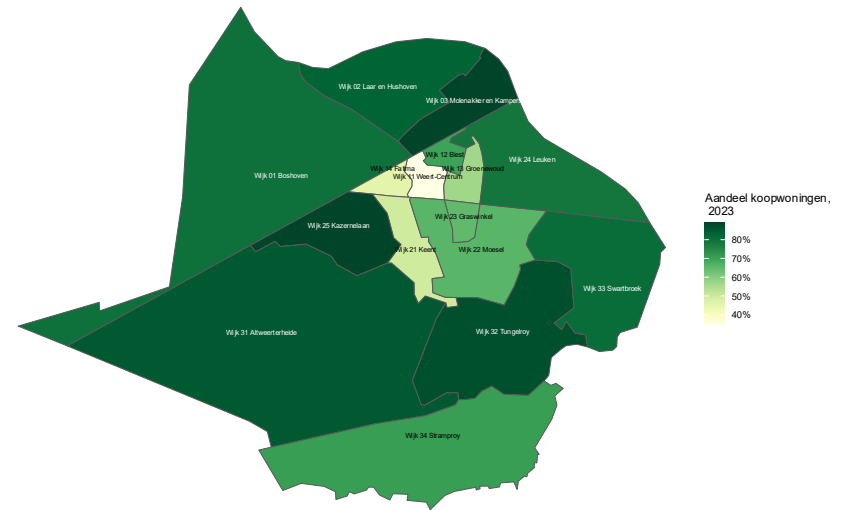 Wijk 02 Laar en Hushoven
Wijk 03 Molenakker en Kampen
Wijk 12 Biest
Wijk 24 Leuken
Wijk 14 Fatima
Wijk 13 Groenewoud
Wijk 01 Boshoven
Wijk 11 Weert-Centrum
Wijk 23 Graswinkel
Wijk 25 Kazernelaan
Wijk 21 Keent
Wijk 22 Moesel
Wijk 33 Swartbroek
Wijk 31 Altweerterheide
Wijk 32 Tungelroy
Wijk 34 Stramproy
Aandeel koopwoningen,
2023
80%
70%
60%
50%
40%